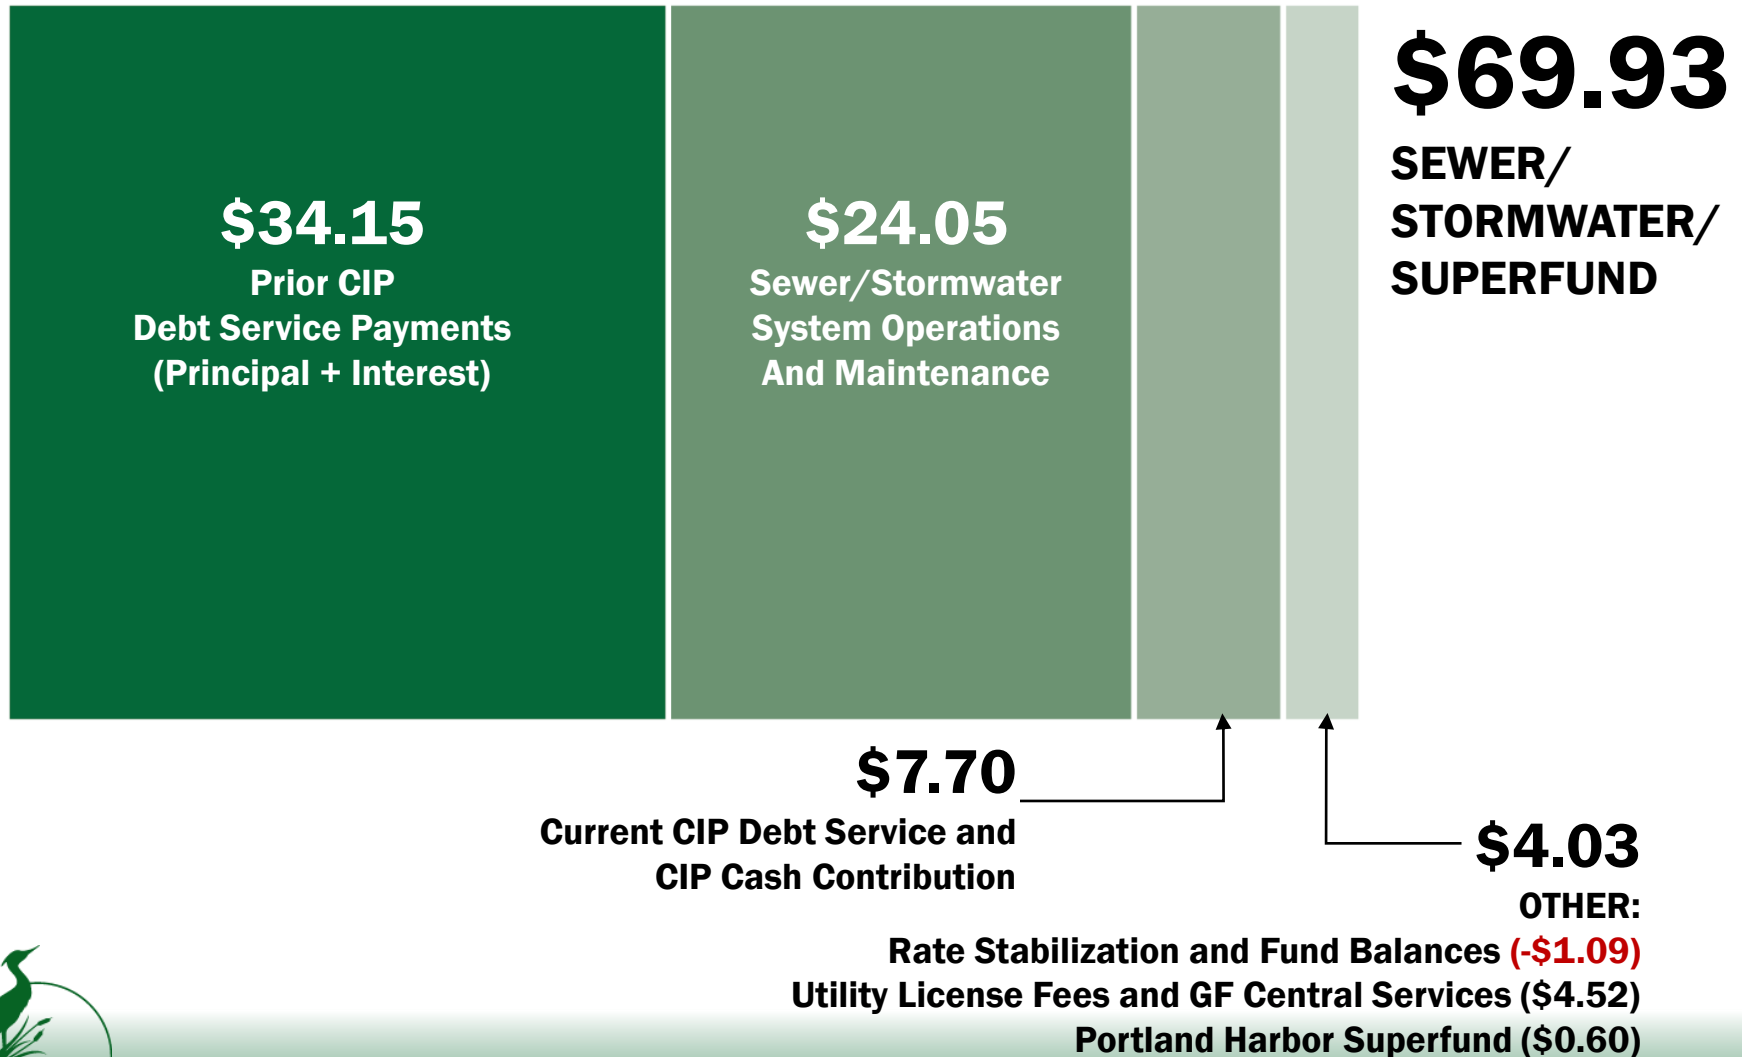 $69.93
SEWER/
STORMWATER/
SUPERFUND
$34.15
Prior CIP
Debt Service Payments
(Principal + Interest)
$24.05
Sewer/Stormwater
System Operations
And Maintenance
$7.70
Current CIP Debt Service and
CIP Cash Contribution
$4.03
OTHER:
Rate Stabilization and Fund Balances (-$1.09)
Utility License Fees and GF Central Services ($4.52)
Portland Harbor Superfund ($0.60)